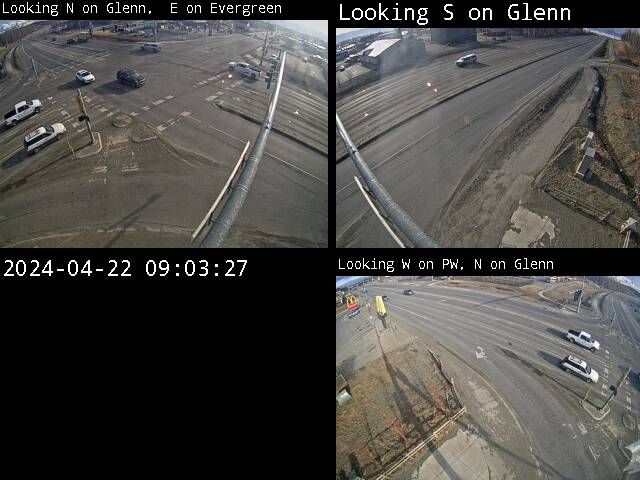 Looking N on Glenn,  E on Evergreen
Looking S on Glenn
2024-04-22 09:03:27
Looking W on PW, N on Glenn